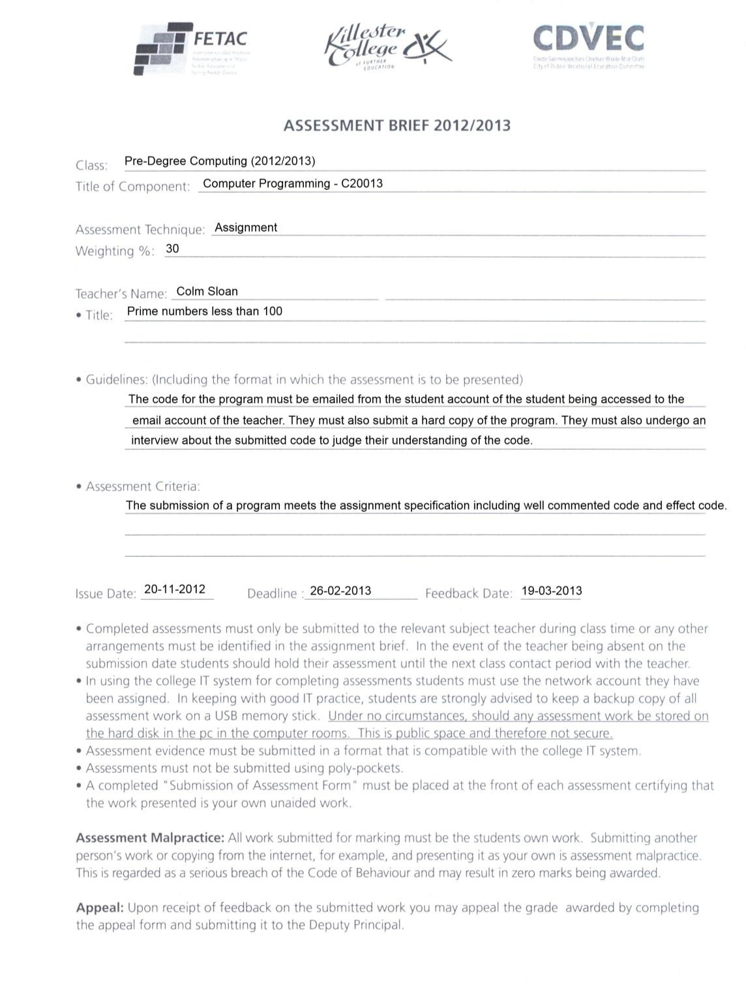 FETAC
Killester
College
OF FURTHER
EDUCATION
CDVEC
City of Dublin Vocational Education Committee
ASSESSMENT BRIEF 2012/2013
Class: Pre-Degree Computing (2012/2013)
Title of Component: Computer Programming - C20013
Assessment Technique: Assignment
Weighting %: 30
Teacher's Name: Colm Sloan
• Title: Prime numbers less than 100
• Guidelines: (Including the format in which the assessment is to be presented)
The code for the program must be emailed from the student account of the student being accessed to the
email account of the teacher. They must also submit a hard copy of the program. They must also undergo an
interview about the submitted code to judge their understanding of the code.
• Assessment Criteria:
The submission of a program meets the assignment specification including well commented code and effect code.
Issue Date: 20-11-2012 Deadline : 26-02-2013 Feedback Date: 19-03-2013
• Completed assessments must only be submitted to the relevant subject teacher during class time or any other
arrangements must be identified in the assignment brief. In the event of the teacher being absent on the
submission date students should hold their assessment until the next class contact period with the teacher.
• In using the college IT system for completing assessments students must use the network account they have
been assigned. In keeping with good IT practice, students are strongly advised to keep a backup copy of all
assessment work on a USB memory stick. Under no circumstances, should any assessment work be stored on
the hard disk in the pc in the computer rooms. This is public space and therefore not secure.
• Assessment evidence must be submitted in a format that is compatible with the college IT system.
• Assessments must not be submitted using poly-pockets.
• A completed "Submission of Assessment Form" must be placed at the front of each assessment certifying that
the work presented is your own unaided work.
Assessment Malpractice: All work submitted for marking must be the students own work. Submitting another
person's work or copying from the internet, for example, and presenting it as your own is assessment malpractice.
This is regarded as a serious breach of the Code of Behaviour and may result in zero marks being awarded.
Appeal: Upon receipt of feedback on the submitted work you may appeal the grade awarded by completing
the appeal form and submitting it to the Deputy Principal.